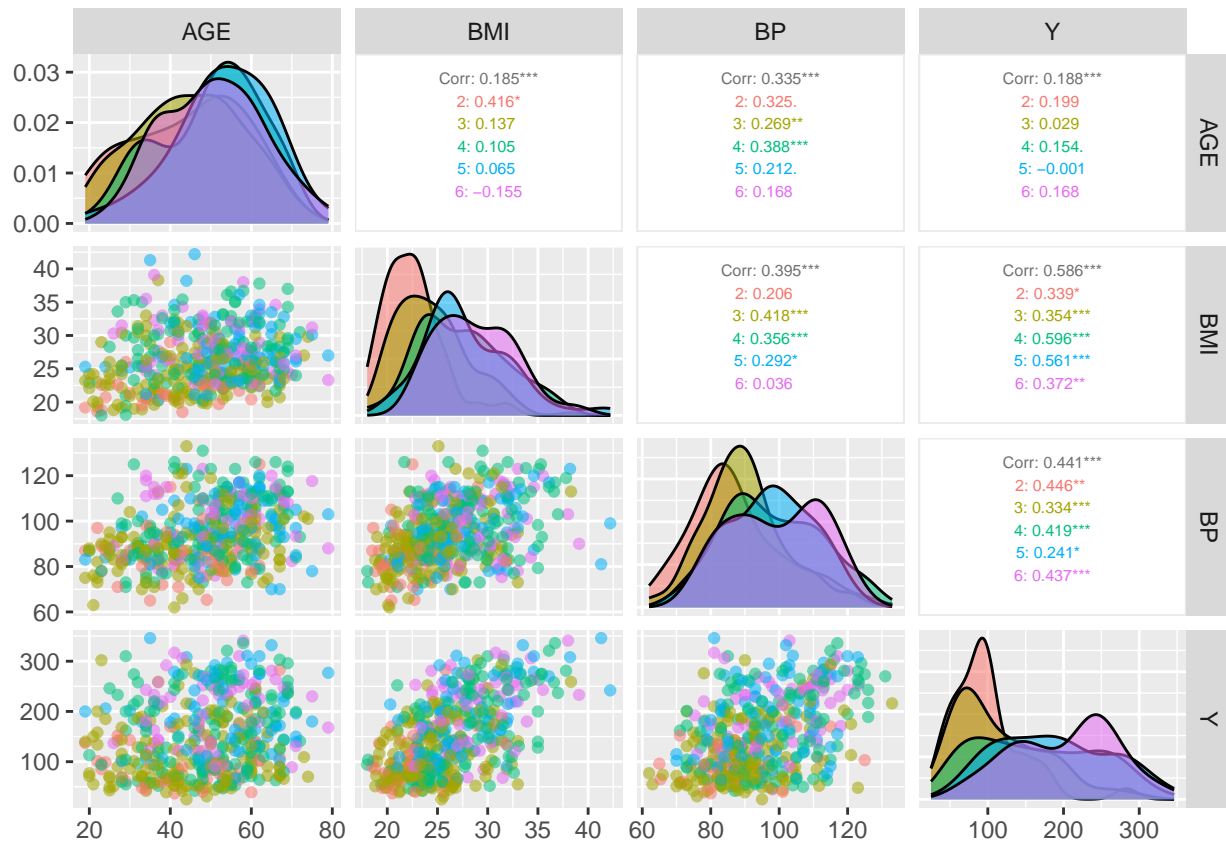 AGE
BMI
BP
Y
0.03
0.02
0.01
0.00
Corr: 0.185***
2: 0.416*
3: 0.137
4: 0.105
5: 0.065
6: −0.155
Corr: 0.335***
2: 0.325.
3: 0.269**
4: 0.388***
5: 0.212.
6: 0.168
Corr: 0.188***
2: 0.199
3: 0.029
4: 0.154.
5: −0.001
6: 0.168
AGE
40
35
30
25
20
Corr: 0.395***
2: 0.206
3: 0.418***
4: 0.356***
5: 0.292*
6: 0.036
Corr: 0.586***
2: 0.339*
3: 0.354***
4: 0.596***
5: 0.561***
6: 0.372**
BMI
120
100
80
60
Corr: 0.441***
2: 0.446**
3: 0.334***
4: 0.419***
5: 0.241*
6: 0.437***
BP
300
200
100
Y
20 40 60 80
20 25 30 35 40
60 80 100 120
100 200 300